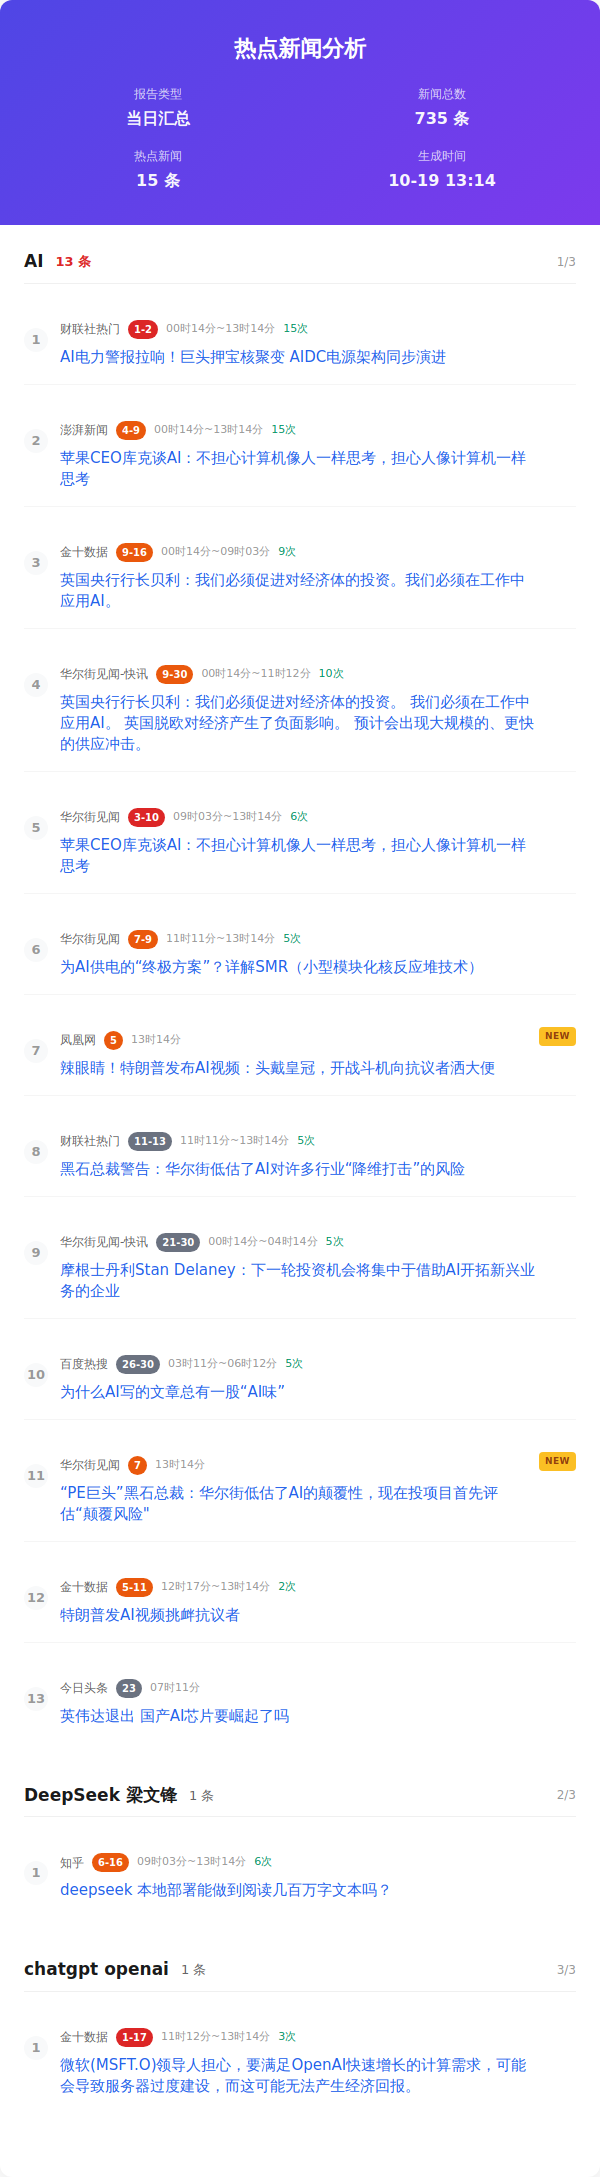 热点新闻分析
报告类型
新闻总数
当日汇总
735 条
热点新闻
生成时间
15 条
10-19 13:14
AI 13 条 1/3
1 财联社热门 1-2 00时14分~13时14分 15次
AI电力警报拉响！巨头押宝核聚变 AIDC电源架构同步演进
2 澎湃新闻 4-9 00时14分~13时14分 15次
苹果CEO库克谈AI：不担心计算机像人一样思考，担心人像计算机一样
思考
3 金十数据 9-16 00时14分~09时03分 9次
英国央行行长贝利：我们必须促进对经济体的投资。我们必须在工作中
应用AI。
4 华尔街见闻-快讯 9-30 00时14分~11时12分 10次
英国央行行长贝利：我们必须促进对经济体的投资。 我们必须在工作中
应用AI。 英国脱欧对经济产生了负面影响。 预计会出现大规模的、更快
的供应冲击。
5 华尔街见闻 3-10 09时03分~13时14分 6次
苹果CEO库克谈AI：不担心计算机像人一样思考，担心人像计算机一样
思考
6 华尔街见闻 7-9 11时11分~13时14分 5次
为AI供电的“终极方案”？详解SMR（小型模块化核反应堆技术）
7 凤凰网 5 13时14分 NEW
辣眼睛！特朗普发布AI视频：头戴皇冠，开战斗机向抗议者洒大便
8 财联社热门 11-13 11时11分~13时14分 5次
黑石总裁警告：华尔街低估了AI对许多行业“降维打击”的风险
9 华尔街见闻-快讯 21-30 00时14分~04时14分 5次
摩根士丹利Stan Delaney：下一轮投资机会将集中于借助AI开拓新兴业
务的企业
10 百度热搜 26-30 03时11分~06时12分 5次
为什么AI写的文章总有一股“AI味”
11 华尔街见闻 7 13时14分 NEW
“PE巨头”黑石总裁：华尔街低估了AI的颠覆性，现在投项目首先评
估“颠覆风险"
12 金十数据 5-11 12时17分~13时14分 2次
特朗普发AI视频挑衅抗议者
13 今日头条 23 07时11分
英伟达退出 国产AI芯片要崛起了吗
DeepSeek 梁文锋 1 条 2/3
1 知乎 6-16 09时03分~13时14分 6次
deepseek 本地部署能做到阅读几百万字文本吗？
chatgpt openai 1 条 3/3
1 金十数据 1-17 11时12分~13时14分 3次
微软(MSFT.O)领导人担心，要满足OpenAI快速增长的计算需求，可能
会导致服务器过度建设，而这可能无法产生经济回报。